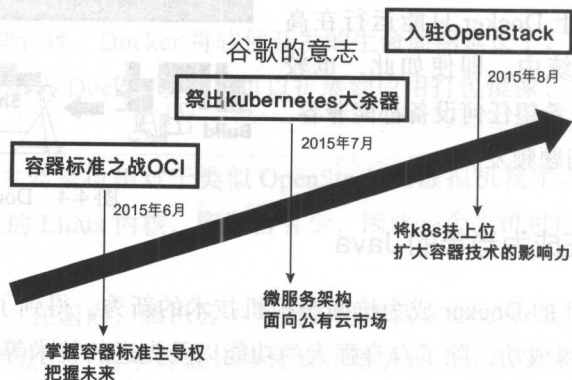 谷歌的意志
入驻OpenStack
2015年8月
祭出kubernetes大杀器
2015年7月
容器标准之战OCI
2015年6月
将k8s扶上位
扩大容器技术的影响力
微服务架构
面向公有云市场
掌握容器标准主导权
把握未来